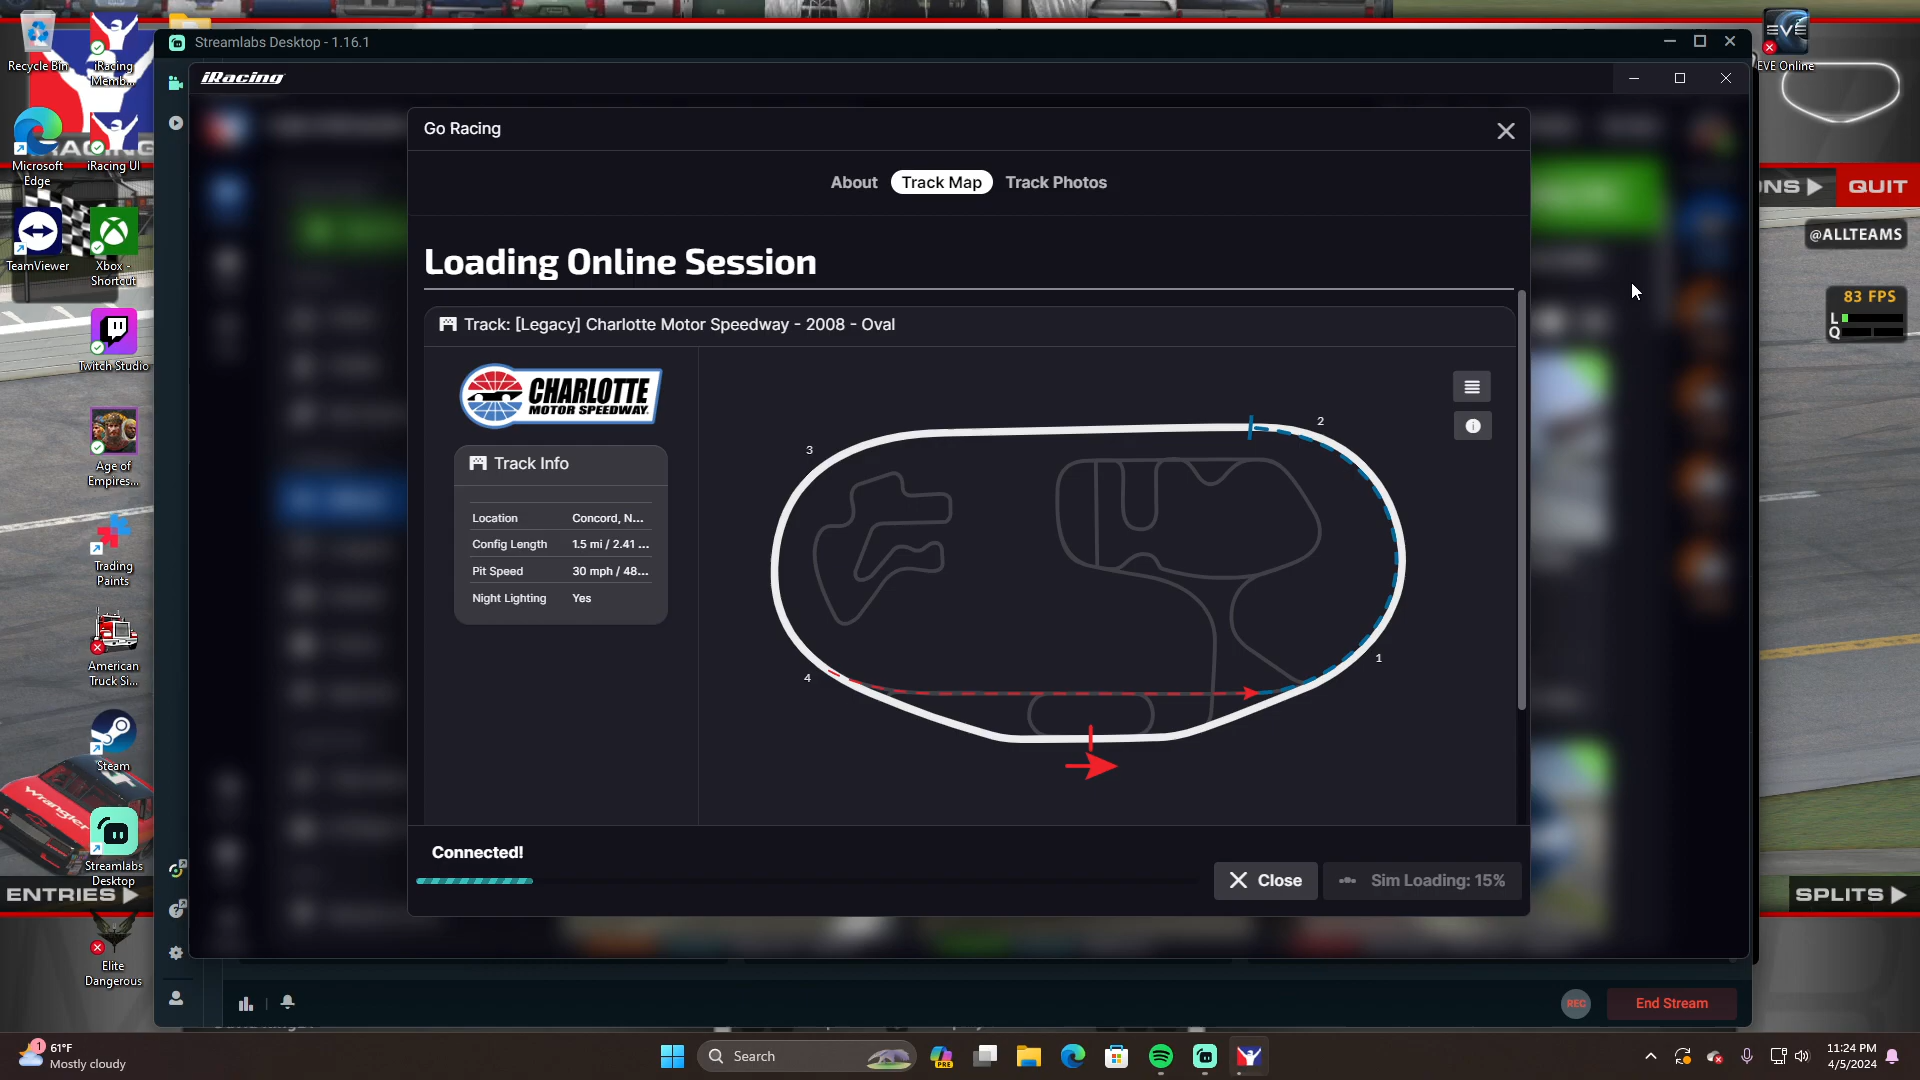 Streamlabs Desktop - 1.16.1
iRacing
Go Racing
About
Track Map
Track Photos
Loading Online Session
Track: [Legacy] Charlotte Motor Speedway - 2008 - Oval
CHARLOTTE
MOTOR SPEEDWAY
Track Info
Location Concord, N...
Config Length 1.5 mi / 2.41 ...
Pit Speed 30 mph / 48...
Night Lighting Yes
1
2
3
4
Connected!
Close
Sim Loading: 15%
REC
End Stream
Recycle Bin
iRacing
Memb...
Microsoft
Edge
iRacing UI
TeamViewer
Xbox -
Shortcut
Twitch Studio
Age of
Empires...
Trading
Paints
American
Truck Si...
Steam
Wrangler
Streamlabs
Desktop
ENTRIES
Elite
Dangerous
EVE
EVE Online
QUIT
@ALLTEAMS
83 FPS
L
Q
SPLITS
1
61°F
Mostly cloudy
Search
PRE
11:24 PM
4/5/2024